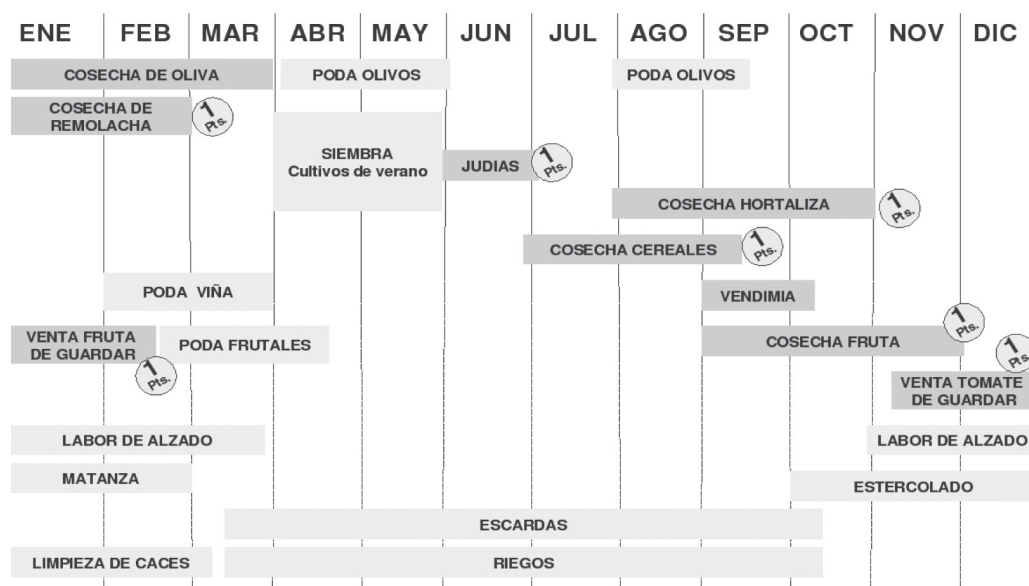 ENE FEB MAR ABR MAY JUN JUL AGO SEP OCT NOV DIC
COSECHA DE OLIVA
PODA OLIVOS
PODA OLIVOS
COSECHA DE
REMOLACHA
1
Pts.
SIEMBRA
Cultivos de verano
JUDIAS
1
Pts.
COSECHA HORTALIZA
1
Pts.
COSECHA CEREALES
1
Pts.
PODA VIÑA
VENDIMIA
VENTA FRUTA
DE GUARDAR
1
Pts.
PODA FRUTALES
COSECHA FRUTA
1
Pts.
1
Pts.
VENTA TOMATE
DE GUARDAR
LABOR DE ALZADO
LABOR DE ALZADO
MATANZA
ESTERCOLADO
ESCARDAS
LIMPIEZA DE CACES
RIEGOS